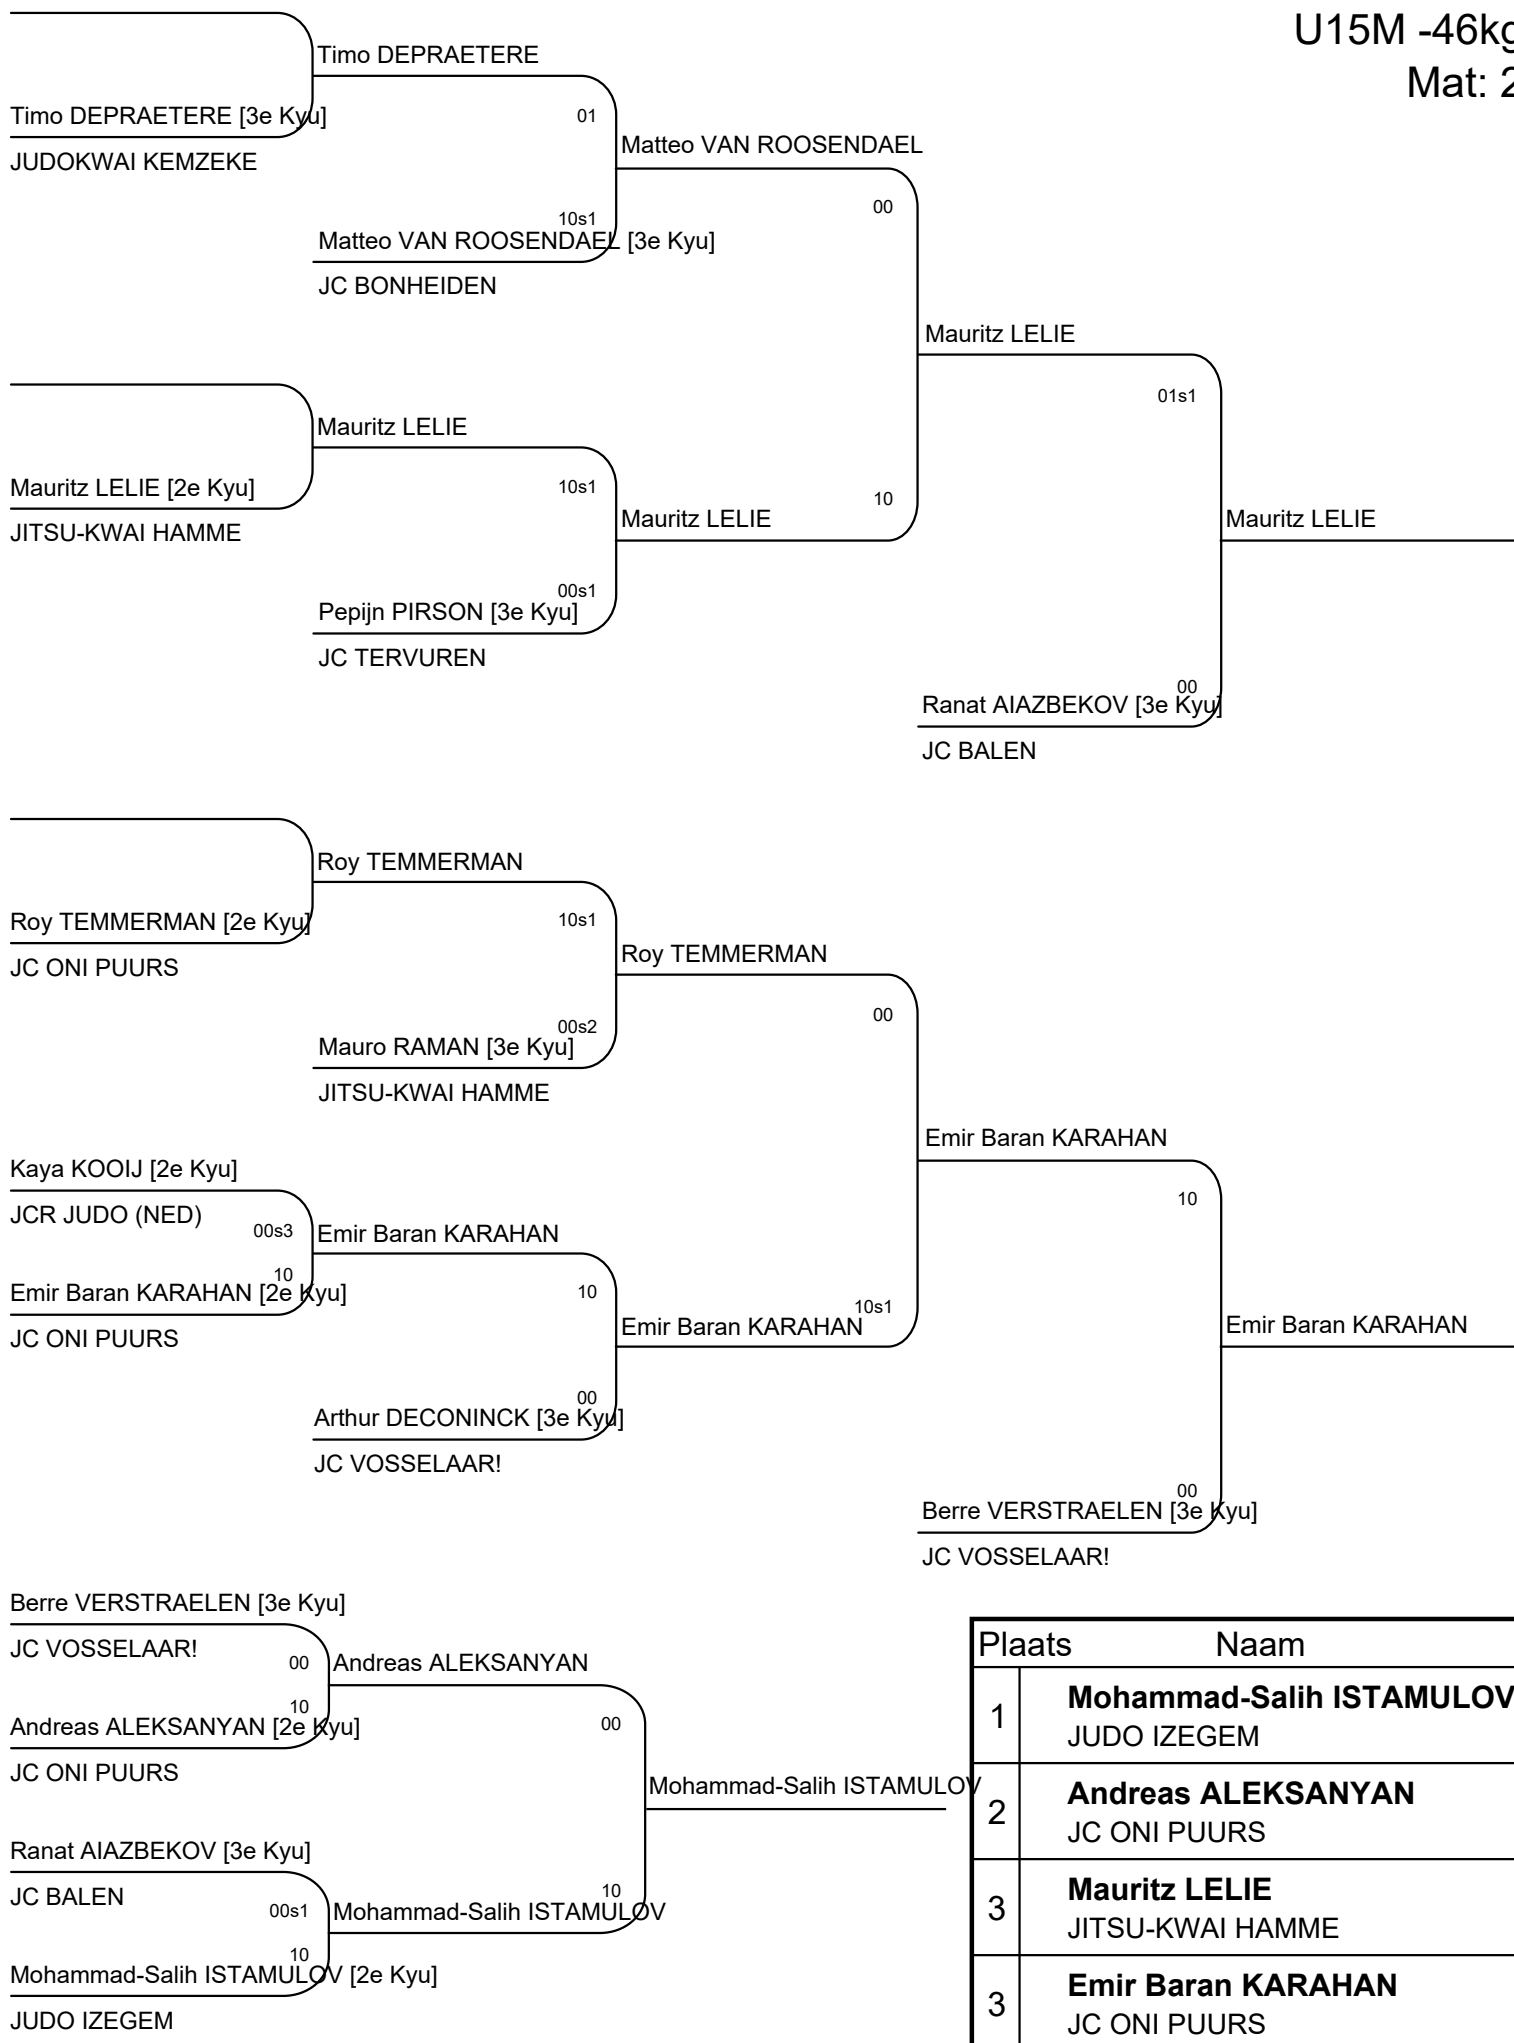 U15M -46kg
Mat: 2
Timo DEPRAETERE
Timo DEPRAETERE [3e Kyu]
JUDOKWAI KEMZEKE
01
Matteo VAN ROOSENDAEL
10s1
Matteo VAN ROOSENDAEL [3e Kyu]
JC BONHEIDEN
00
Mauritz LELIE
01s1
Mauritz LELIE
Mauritz LELIE [2e Kyu]
JITSU-KWAI HAMME
10s1
Mauritz LELIE
10
Mauritz LELIE
00s1
Pepijn PIRSON [3e Kyu]
JC TERVUREN
00
Ranat AIAZBEKOV [3e Kyu]
JC BALEN
Roy TEMMERMAN
Roy TEMMERMAN [2e Kyu]
JC ONI PUURS
10s1
Roy TEMMERMAN
00s2
Mauro RAMAN [3e Kyu]
JITSU-KWAI HAMME
00
Emir Baran KARAHAN
Kaya KOOIJ [2e Kyu]
JCR JUDO (NED)
00s3
Emir Baran KARAHAN
10
Emir Baran KARAHAN [2e Kyu]
JC ONI PUURS
10
Emir Baran KARAHAN
10s1
10
Emir Baran KARAHAN
00
Arthur DECONINCK [3e Kyu]
JC VOSSELAAR!
00
Berre VERSTRAELEN [3e Kyu]
JC VOSSELAAR!
Berre VERSTRAELEN [3e Kyu]
JC VOSSELAAR!
00
Andreas ALEKSANYAN
10
Andreas ALEKSANYAN [2e Kyu]
JC ONI PUURS
00
Mohammad-Salih ISTAMULOV
Ranat AIAZBEKOV [3e Kyu]
JC BALEN
00s1
Mohammad-Salih ISTAMULOV
10
10
Mohammad-Salih ISTAMULOV [2e Kyu]
JUDO IZEGEM
Plaats Naam
1 Mohammad-Salih ISTAMULOV
JUDO IZEGEM
2 Andreas ALEKSANYAN
JC ONI PUURS
3 Mauritz LELIE
JITSU-KWAI HAMME
3 Emir Baran KARAHAN
JC ONI PUURS